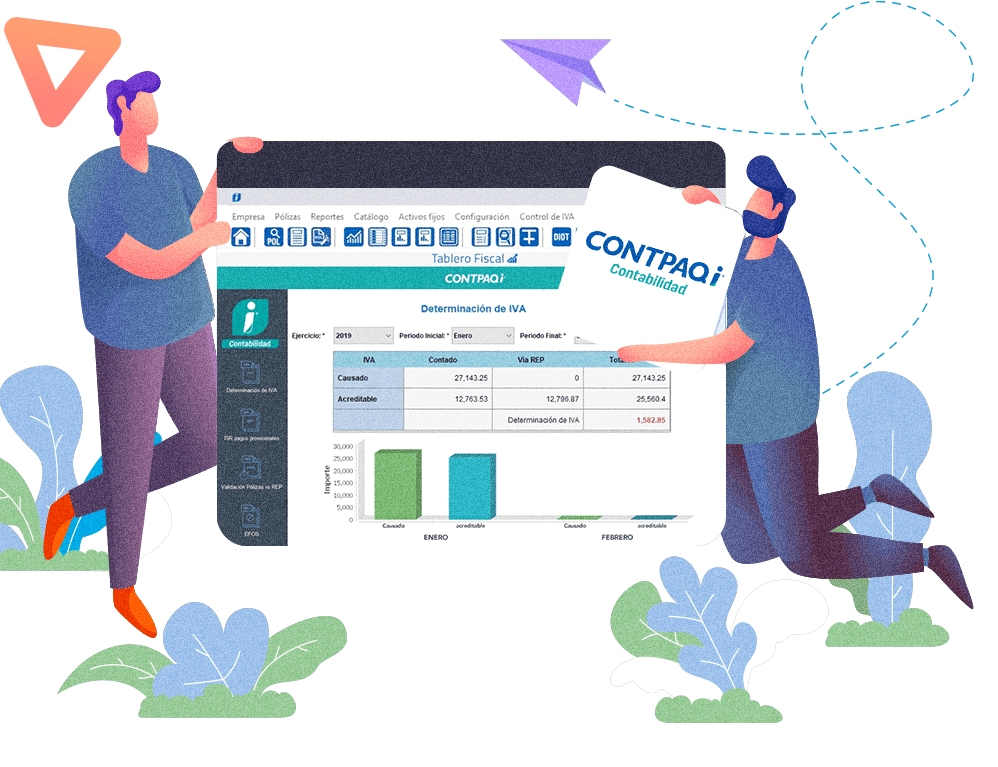 Empresa Pólizas Reportes Catálogo Activos fijos Configuración Control de IVA
POL DIOT
Tablero Fiscal
CONTPAQi
CONTPAQi
Contabilidad
Contabilidad
Determinación de IVA
ISR pagos provisionales
Validación Pólizas vs REP
EFOS
Determinación de IVA
Ejercicio: * 2019 Periodo Inicial: * Enero Periodo Final: *
IVA Contado Via REP
Causado 27,143.25 0 27,143.25
Acreditable 12,763.53 12,796.87 25,560.4
Determinación de IVA 1,582.85
Importe
30,000
25,000
20,000
15,000
10,000
5,000
0
Causado acreditable Causado acreditable
ENERO FEBRERO